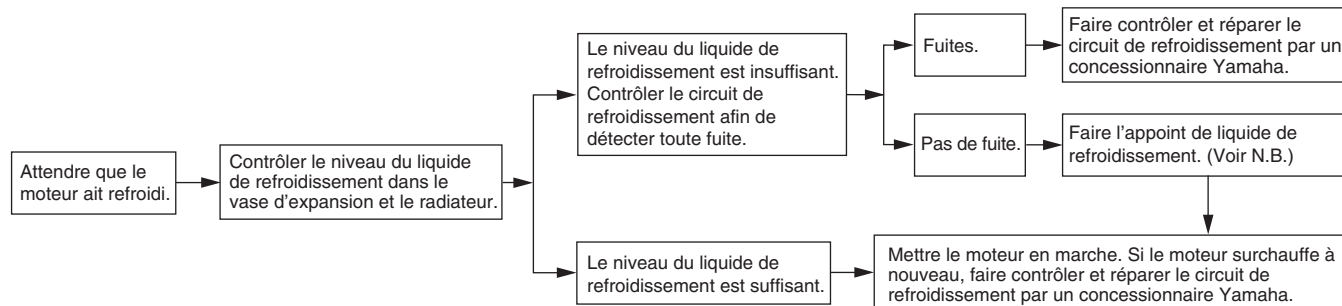 Attendre que le
moteur ait refroidi.
Contrôler le niveau du liquide
de refroidissement dans le
vase d'expansion et le radiateur.
Le niveau du liquide de
refroidissement est insuffisant.
Contrôler le circuit de
refroidissement afin de
détecter toute fuite.
Fuites.
Faire contrôler et réparer le
circuit de refroidissement par un
concessionnaire Yamaha.
Pas de fuite.
Faire l'appoint de liquide de
refroidissement. (Voir N.B.)
Le niveau du liquide de
refroidissement est suffisant.
Mettre le moteur en marche. Si le moteur surchauffe à
nouveau, faire contrôler et réparer le circuit de
refroidissement par un concessionnaire Yamaha.